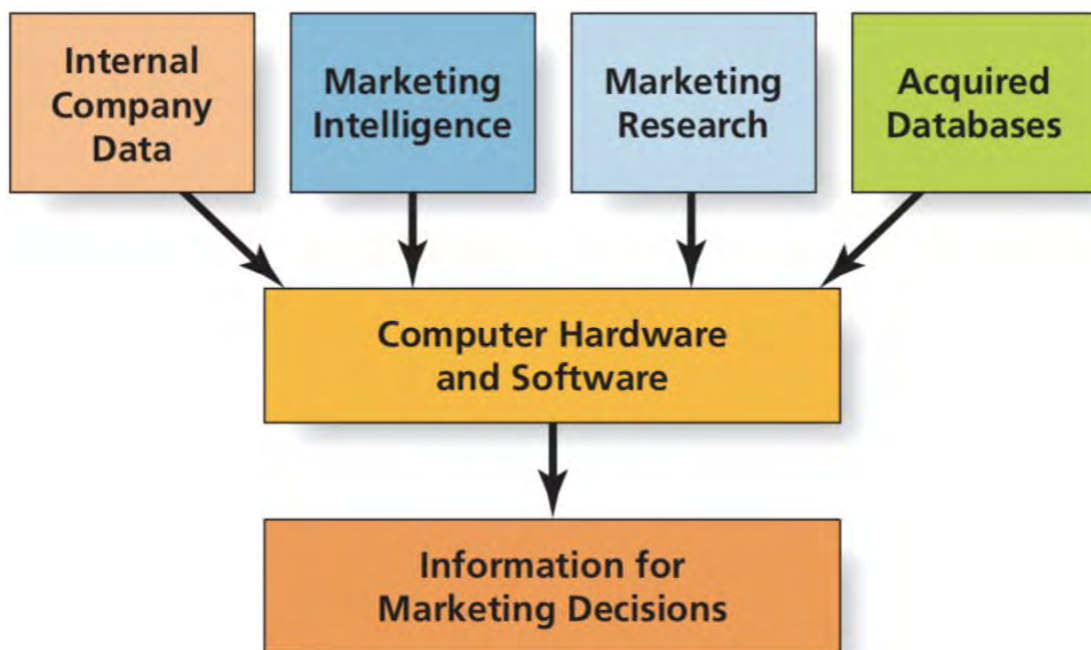 Internal
Company
Data
Marketing
Intelligence
Marketing
Research
Acquired
Databases
Computer Hardware
and Software
Information for
Marketing Decisions